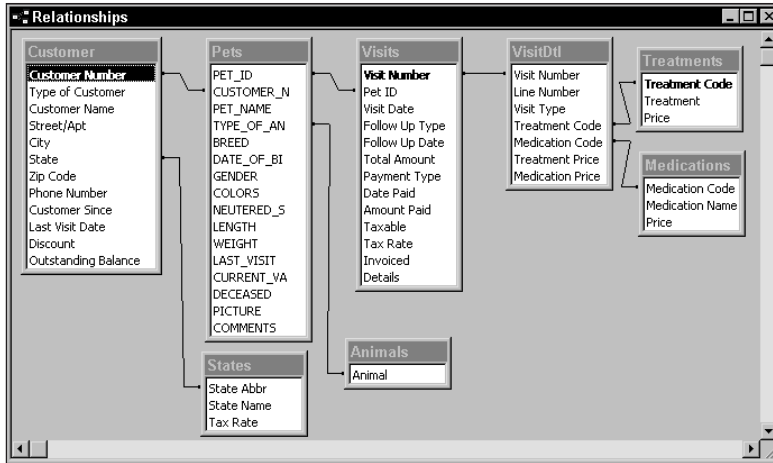 Relationships
Customer
Customer Number
Type of Customer
Customer Name
Street/Apt
City
State
Zip Code
Phone Number
Customer Since
Last Visit Date
Discount
Outstanding Balance
Pets
PET_ID
CUSTOMER_N
PET_NAME
TYPE_OF_AN
BREED
DATE_OF_BI
GENDER
COLORS
NEUTERED_S
LENGTH
WEIGHT
LAST_VISIT
CURRENT_VA
DECEASED
PICTURE
COMMENTS
Visits
Visit Number
Pet ID
Visit Date
Follow Up Type
Follow Up Date
Total Amount
Payment Type
Date Paid
Amount Paid
Taxable
Tax Rate
Invoiced
Details
VisitDtl
Visit Number
Line Number
Visit Type
Treatment Code
Medication Code
Treatment Price
Medication Price
Treatments
Treatment Code
Treatment
Price
Medications
Medication Code
Medication Name
Price
States
State Abbr
State Name
Tax Rate
Animals
Animal